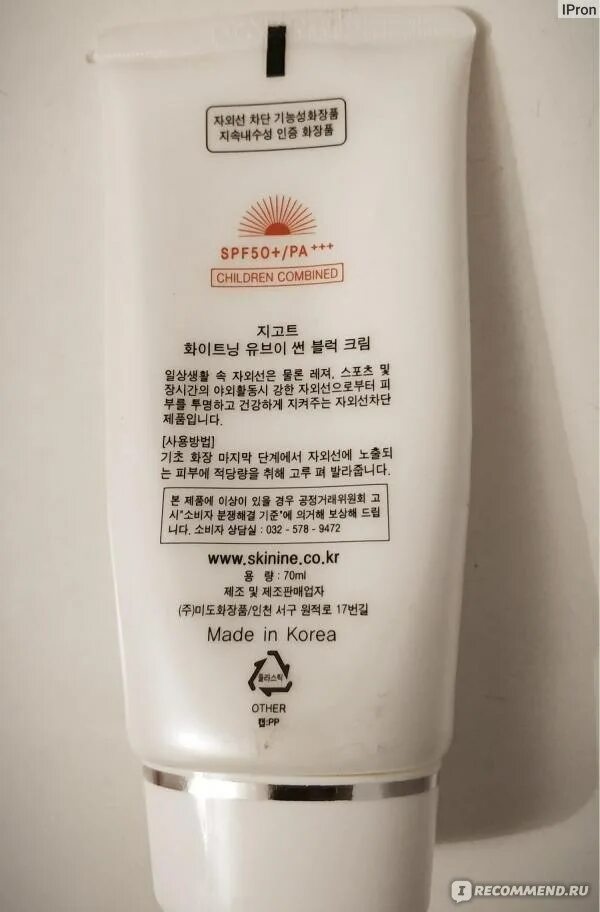 IPron
자외선 차단 기능성화장품
지속내수성 인증 화장품
SPF50+/PA+++
CHILDREN COMBINED
지고트
화이트닝 유브이 썬 블럭 크림
일상생활 속 자외선은 물론 레져, 스포츠 및
장시간의 야외활동시 강한 자외선으로부터 피
부를 투명하고 건강하게 지켜주는 자외선차단
제품입니다.
[사용방법]
기초 화장 마지막 단계에서 자외선에 노출되
는 피부에 적당량을 취해 고루 펴 발라줍니다.
본 제품에 이상이 있을 경우 공정거래위원회 고
시"소비자 분쟁해결 기준"에 의거해 보상해 드립
니다. 소비자 상담실 : 032 - 578 - 9472
www.skinine.co.kr
용 량 : 70ml
제조 및 제조판매업자
(주)미도화장품/인천 서구 원적로 17번길
Made in Korea
플라스틱
OTHER
캡:PP
I RECOMMEND.RU